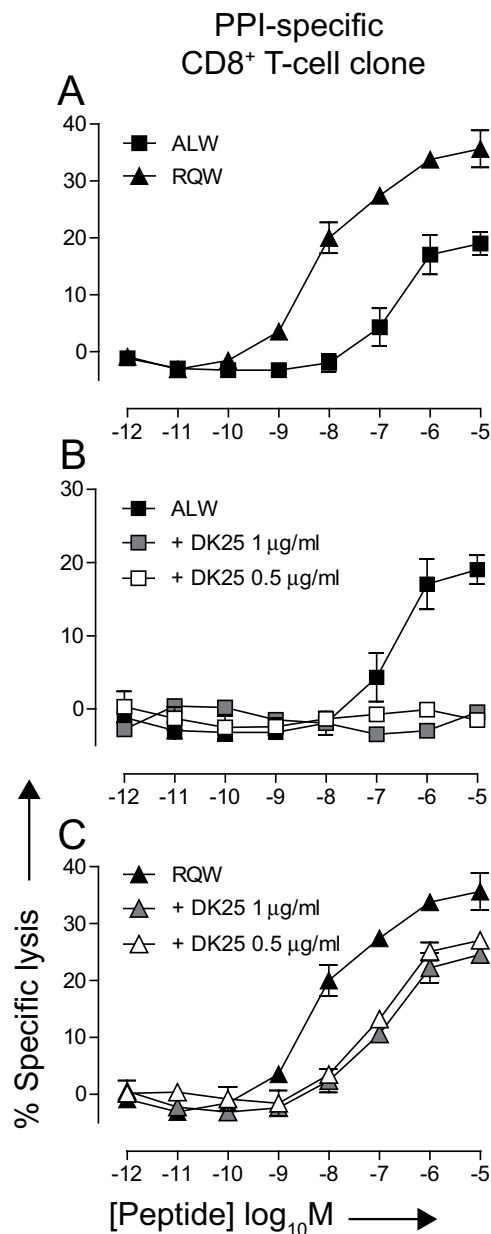 PPI-specific
CD8⁺ T-cell clone
A
40
30
20
10
0
ALW
RQW
-12 -11 -10 -9 -8 -7 -6 -5
B
30
20
10
0
ALW
+ DK25 1 µg/ml
+ DK25 0.5 µg/ml
-12 -11 -10 -9 -8 -7 -6 -5
C
40
30
20
10
0
RQW
+ DK25 1 µg/ml
+ DK25 0.5 µg/ml
-12 -11 -10 -9 -8 -7 -6 -5
% Specific lysis
[Peptide] log₁₀M